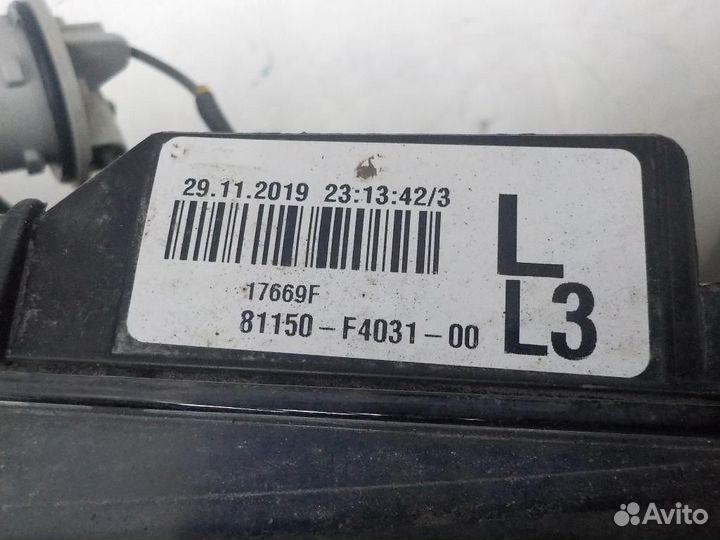 29.11.2019 23:13:42/3
L
17669F
81150-F4031-00
L3
Avito